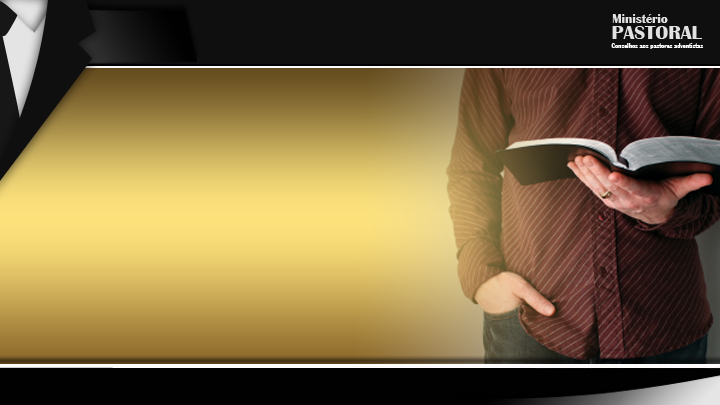 Ministério
PASTORAL
Conselhos aos pastores adventistas